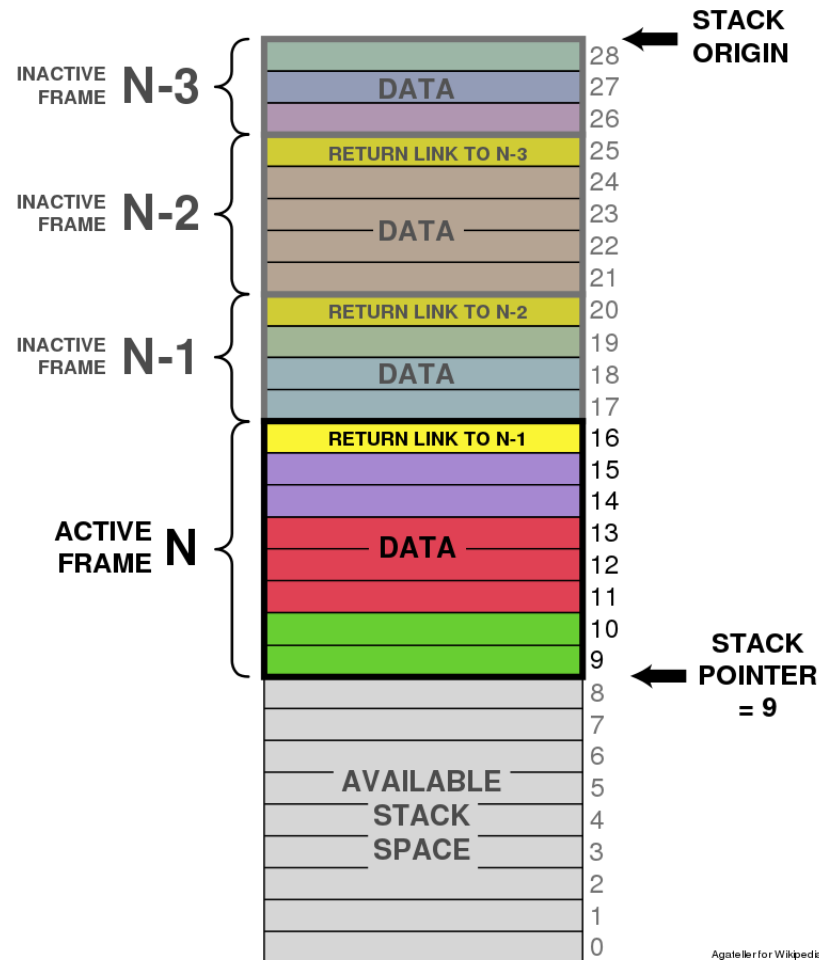 STACK
ORIGIN
28
INACTIVE
FRAME N-3
DATA
27
26
RETURN LINK TO N-3
25
24
INACTIVE
FRAME N-2
23
DATA
22
21
RETURN LINK TO N-2
20
19
INACTIVE
FRAME N-1
DATA
18
17
RETURN LINK TO N-1
16
15
14
ACTIVE
FRAME N
13
DATA
12
11
10
9
STACK
POINTER
= 9
8
7
6
AVAILABLE
5
STACK
4
SPACE
3
2
1
0
Agateller for Wikipedia